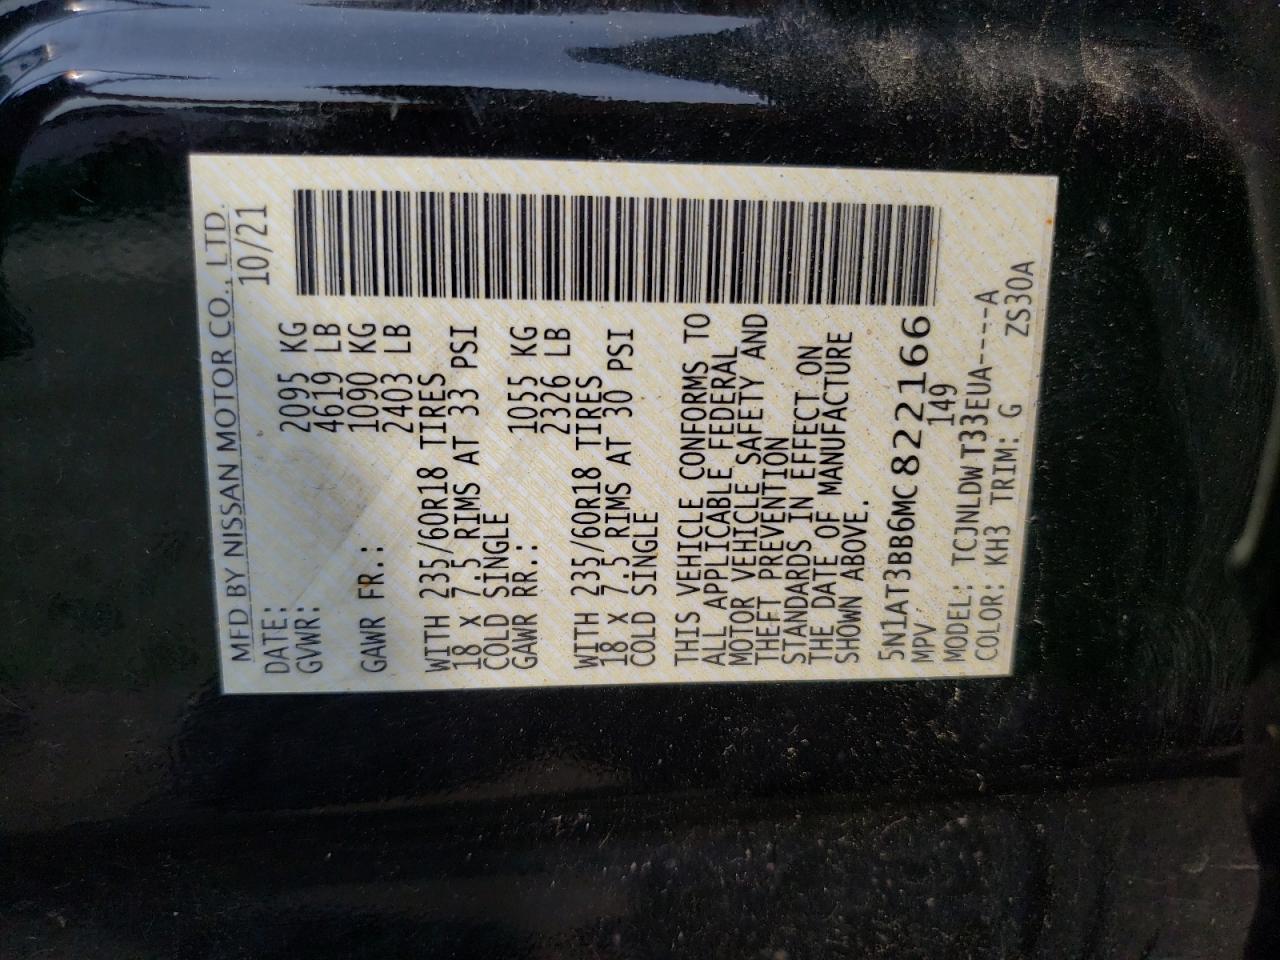 MFD BY NISSAN MOTOR CO., LTD.
DATE: 10/21
GVWR: 2095 KG
4619 LB
GAWR FR.: 1090 KG
2403 LB
WITH 235/60R18 TIRES
18 X 7.5 RIMS AT 33 PSI
COLD SINGLE
GAWR RR.: 1055 KG
2326 LB
WITH 235/60R18 TIRES
18 X 7.5 RIMS AT 30 PSI
COLD SINGLE
THIS VEHICLE CONFORMS TO
ALL APPLICABLE FEDERAL
MOTOR VEHICLE SAFETY AND
THEFT PREVENTION
STANDARDS IN EFFECT ON
THE DATE OF MANUFACTURE
SHOWN ABOVE.
5N1AT3BB6MC822166
MPV 149
MODEL: TCJNLDWT33EUA----A
COLOR: KH3 TRIM: G ZS30A